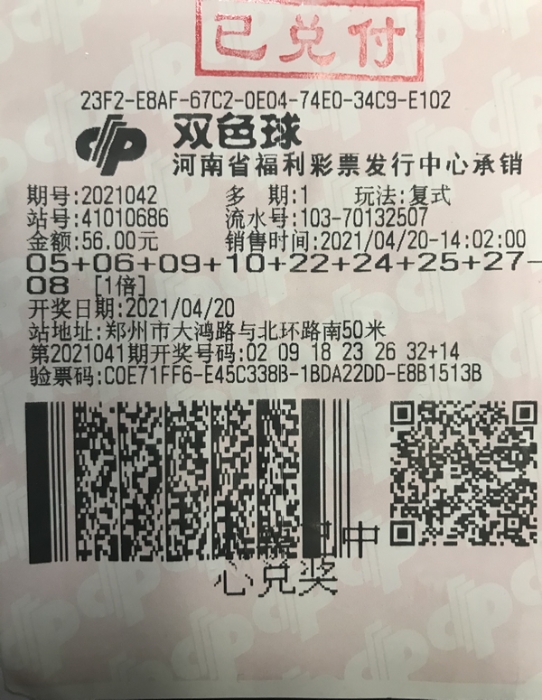 已兑付
23F2-E8AF-67C2-0E04-74E0-34C9-E102
双色球
河南省福利彩票发行中心承销
期号:2021042 多 期:1 玩法:复式
站号:41010686 流水号:103-70132507
金额:56.00元 销售时间:2021/04/20-14:02:00
05+06+09+10+22+24+25+27-
08 [1倍]
开奖日期:2021/04/20
站地址:郑州市大鸿路与北环路南50米
第2021041期开奖号码:02 09 18 23 26 32+14
验票码:C0E71FF6-E45C338B-1BDA22DD-E8B1513B
中
心兑奖